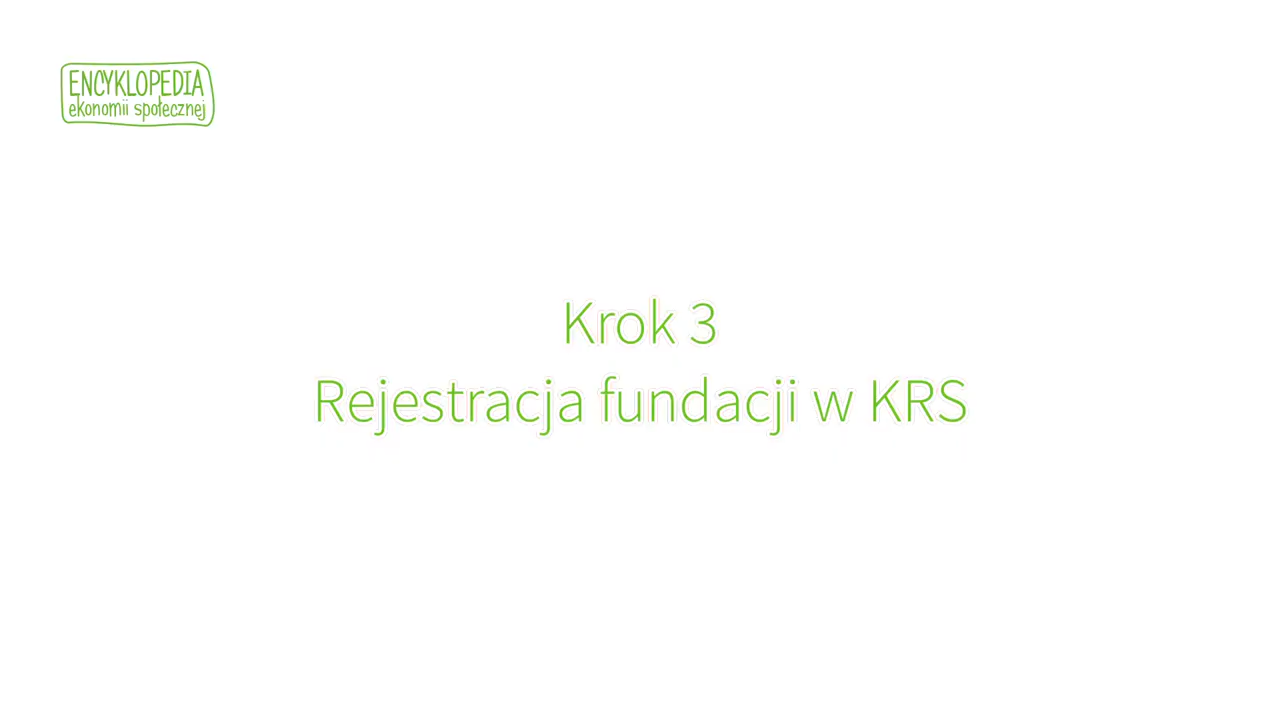 ENCYKLOPEDIA
ekonomii społecznej
Krok 3
Rejestracja fundacji w KRS